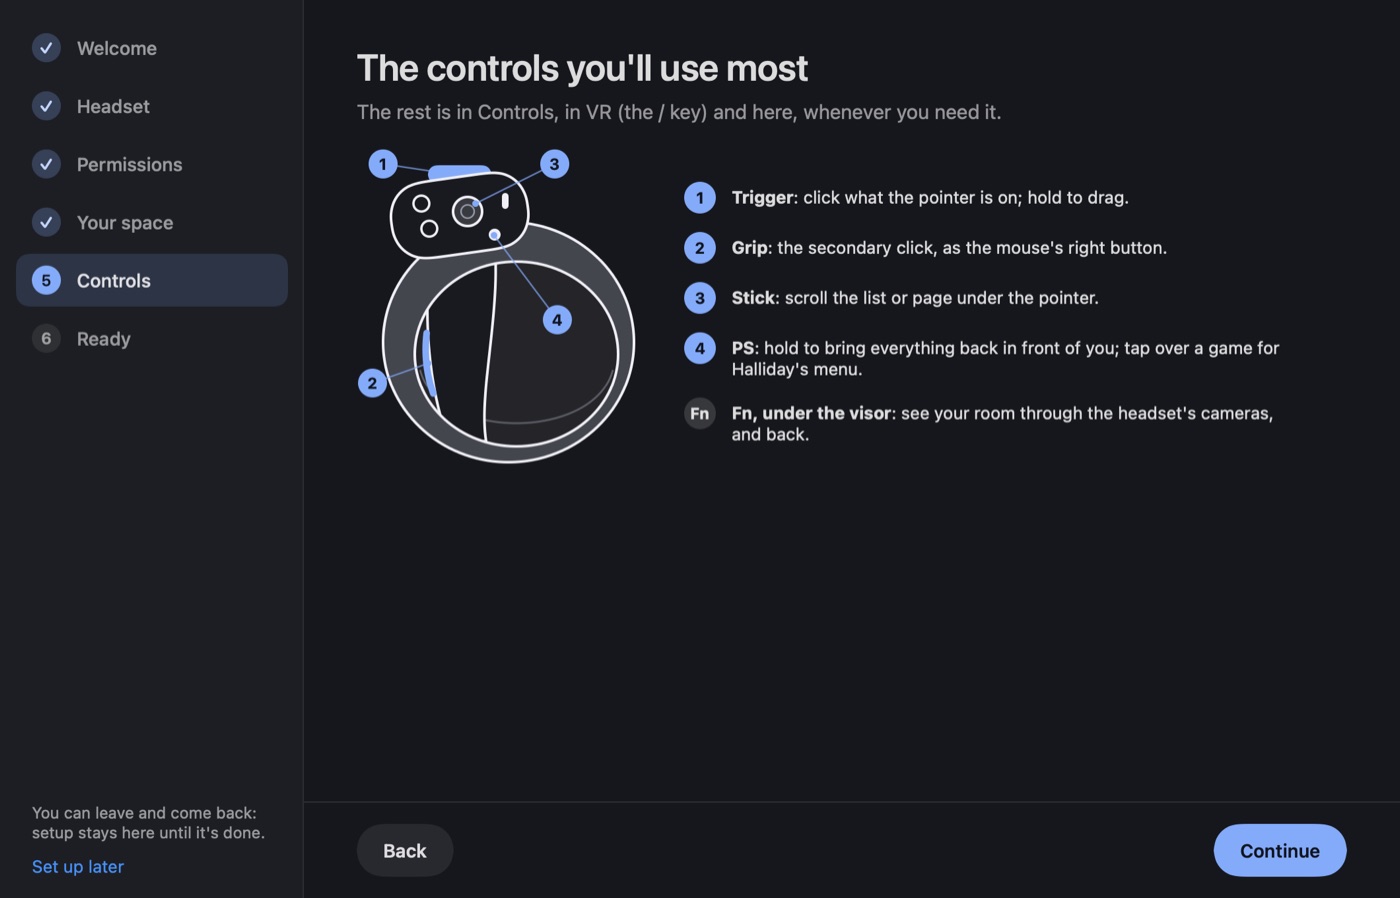 Welcome
Headset
Permissions
Your space
5 Controls
6 Ready
You can leave and come back:
setup stays here until it's done.
Set up later
The controls you'll use most
The rest is in Controls, in VR (the / key) and here, whenever you need it.
1
3
4
2
1 Trigger: click what the pointer is on; hold to drag.
2 Grip: the secondary click, as the mouse's right button.
3 Stick: scroll the list or page under the pointer.
4 PS: hold to bring everything back in front of you; tap over a game for
Halliday's menu.
Fn Fn, under the visor: see your room through the headset's cameras,
and back.
Back
Continue